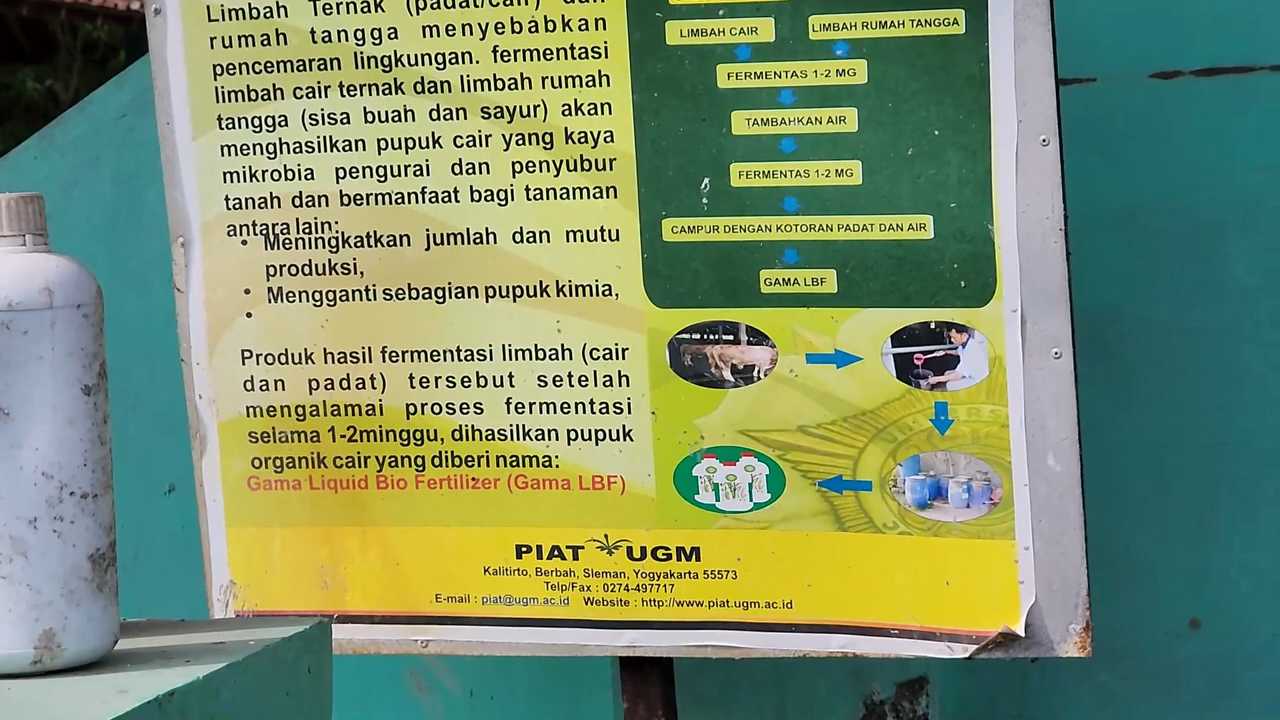 Limbah Ternak (padat/cair) dan
rumah tangga menyebabkan
pencemaran lingkungan. fermentasi
limbah cair ternak dan limbah rumah
tangga (sisa buah dan sayur) akan
menghasilkan pupuk cair yang kaya
mikrobia pengurai dan penyubur
tanah dan bermanfaat bagi tanaman
antara lain:
• Meningkatkan jumlah dan mutu
produksi,
• Mengganti sebagian pupuk kimia,
•
Produk hasil fermentasi limbah (cair
dan padat) tersebut setelah
mengalamai proses fermentasi
selama 1-2minggu, dihasilkan pupuk
organik cair yang diberi nama:
Gama Liquid Bio Fertilizer (Gama LBF)
LIMBAH CAIR
LIMBAH RUMAH TANGGA
FERMENTAS 1-2 MG
TAMBAHKAN AIR
FERMENTAS 1-2 MG
CAMPUR DENGAN KOTORAN PADAT DAN AIR
GAMA LBF
PIAT UGM
Kalitirto, Berbah, Sleman, Yogyakarta 55573
Telp/Fax : 0274-497717
E-mail : piat@ugm.ac.id Website : http://www.piat.ugm.ac.id